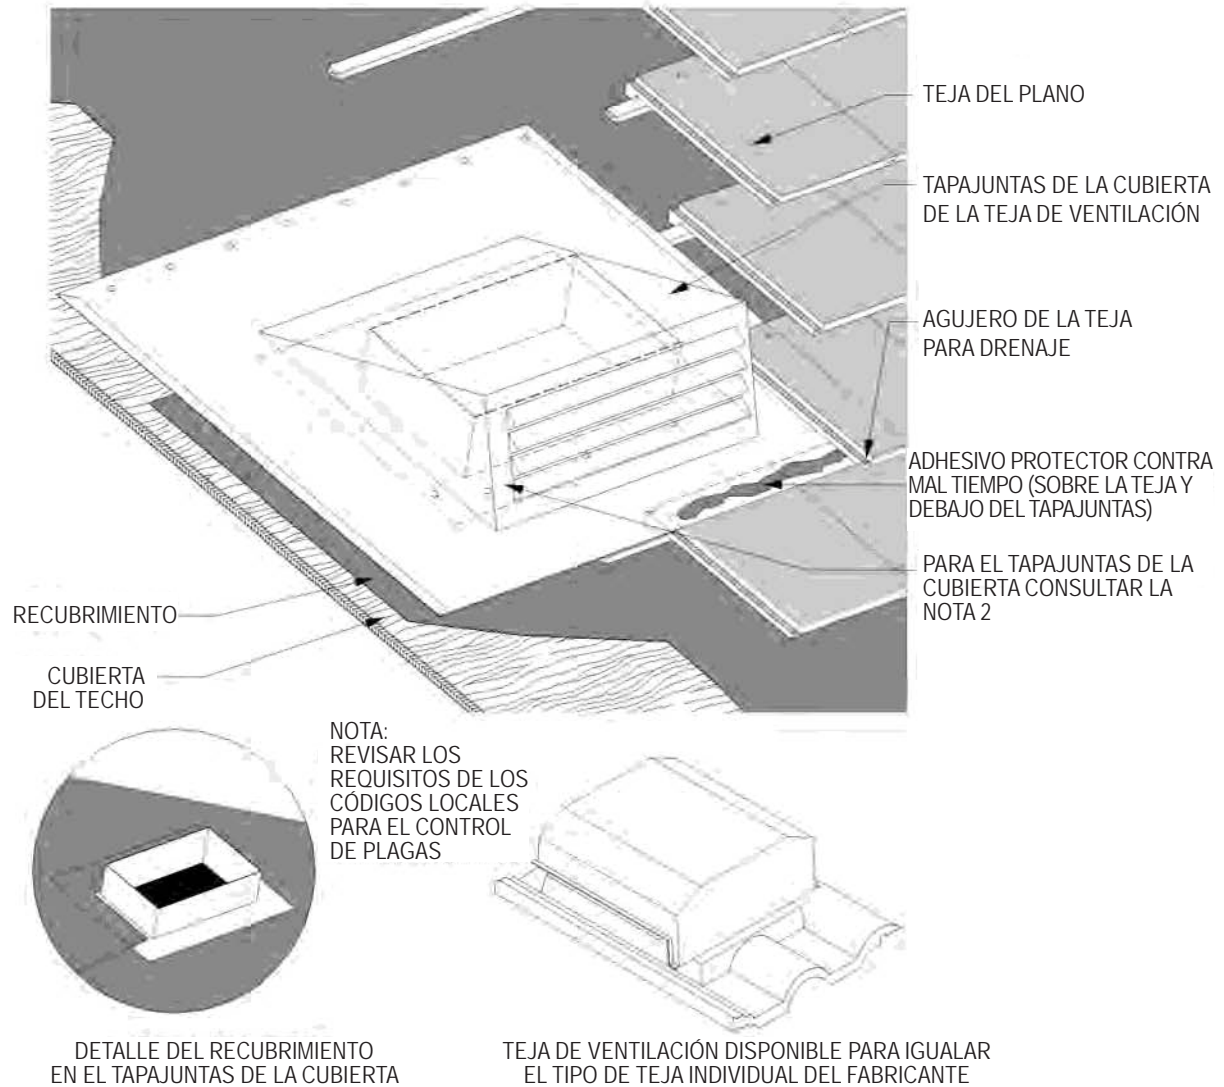 TEJA DEL PLANO
TAPAJUNTAS DE LA CUBIERTA
DE LA TEJA DE VENTILACIÓN
AGUJERO DE LA TEJA
PARA DRENAJE
ADHESIVO PROTECTOR CONTRA
MAL TIEMPO (SOBRE LA TEJA Y
DEBAJO DEL TAPAJUNTAS)
PARA EL TAPAJUNTAS DE LA
CUBIERTA CONSULTAR LA
NOTA 2
RECUBRIMIENTO
CUBIERTA
DEL TECHO
NOTA:
REVISAR LOS
REQUISITOS DE LOS
CÓDIGOS LOCALES
PARA EL CONTROL
DE PLAGAS
DETALLE DEL RECUBRIMIENTO
EN EL TAPAJUNTAS DE LA CUBIERTA
TEJA DE VENTILACIÓN DISPONIBLE PARA IGUALAR
EL TIPO DE TEJA INDIVIDUAL DEL FABRICANTE